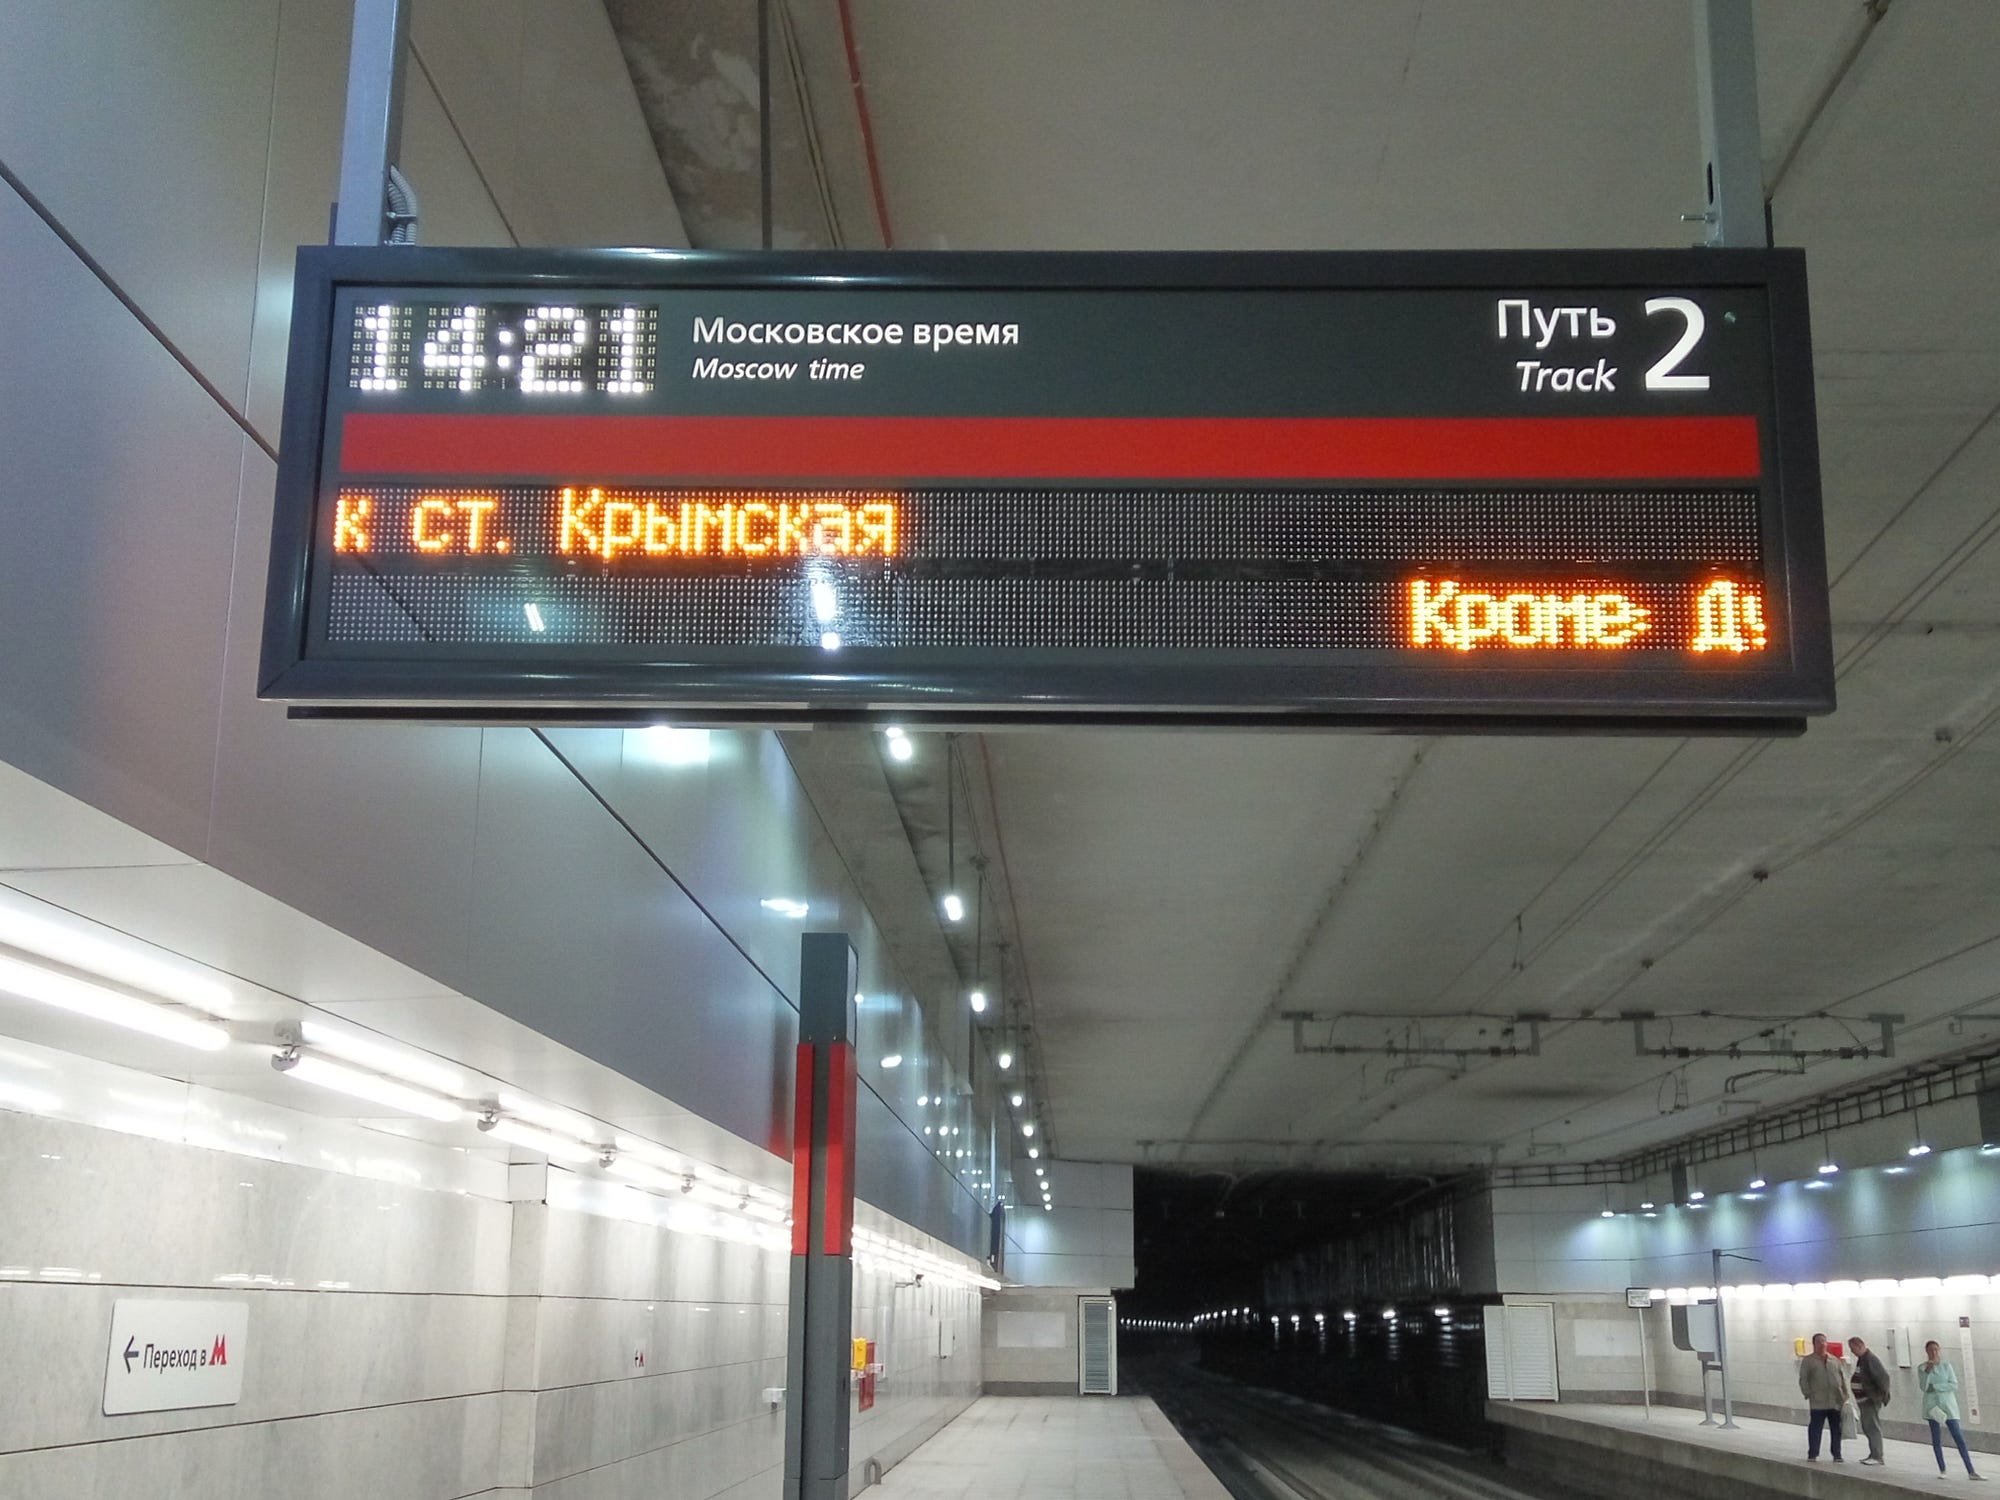 14:21 Московское время
Moscow time
Путь 2
Track
к ст. Крымская
Кроме
← Переход в М